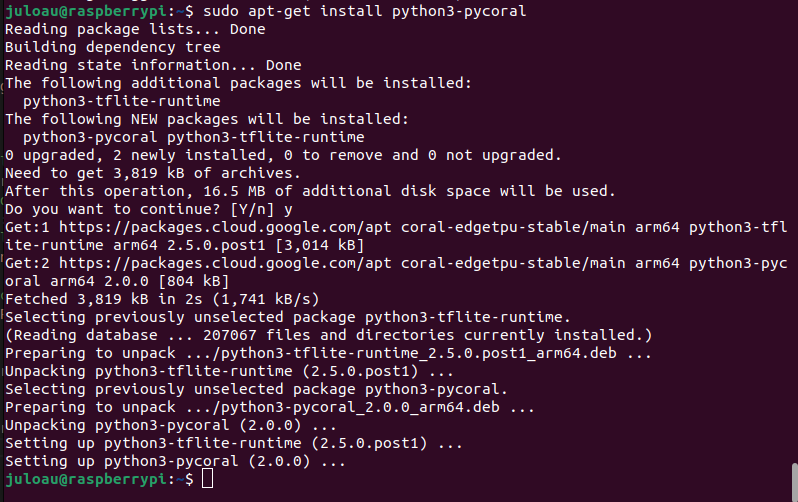 juloau@raspberrypi:~$ sudo apt-get install python3-pycoral
Reading package lists... Done
Building dependency tree
Reading state information... Done
The following additional packages will be installed:
  python3-tflite-runtime
The following NEW packages will be installed:
  python3-pycoral python3-tflite-runtime
0 upgraded, 2 newly installed, 0 to remove and 0 not upgraded.
Need to get 3,819 kB of archives.
After this operation, 16.5 MB of additional disk space will be used.
Do you want to continue? [Y/n] y
Get:1 https://packages.cloud.google.com/apt coral-edgetpu-stable/main arm64 python3-tfl
ite-runtime arm64 2.5.0.post1 [3,014 kB]
Get:2 https://packages.cloud.google.com/apt coral-edgetpu-stable/main arm64 python3-pyc
oral arm64 2.0.0 [804 kB]
Fetched 3,819 kB in 2s (1,741 kB/s)
Selecting previously unselected package python3-tflite-runtime.
(Reading database ... 207067 files and directories currently installed.)
Preparing to unpack .../python3-tflite-runtime_2.5.0.post1_arm64.deb ...
Unpacking python3-tflite-runtime (2.5.0.post1) ...
Selecting previously unselected package python3-pycoral.
Preparing to unpack .../python3-pycoral_2.0.0_arm64.deb ...
Unpacking python3-pycoral (2.0.0) ...
Setting up python3-tflite-runtime (2.5.0.post1) ...
Setting up python3-pycoral (2.0.0) ...
juloau@raspberrypi:~$